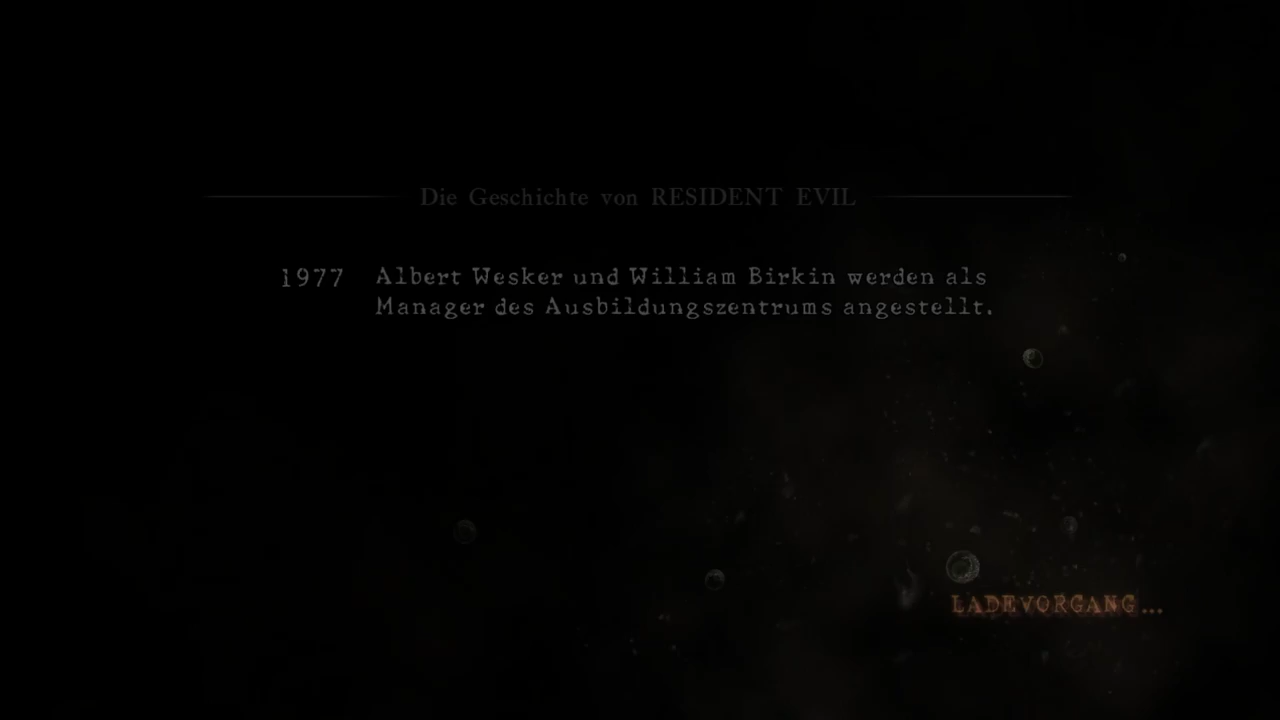 Die Geschichte von RESIDENT EVIL
1977 Albert Wesker und William Birkin werden als
Manager des Ausbildungszentrums angestellt.
LADEVORGANG...